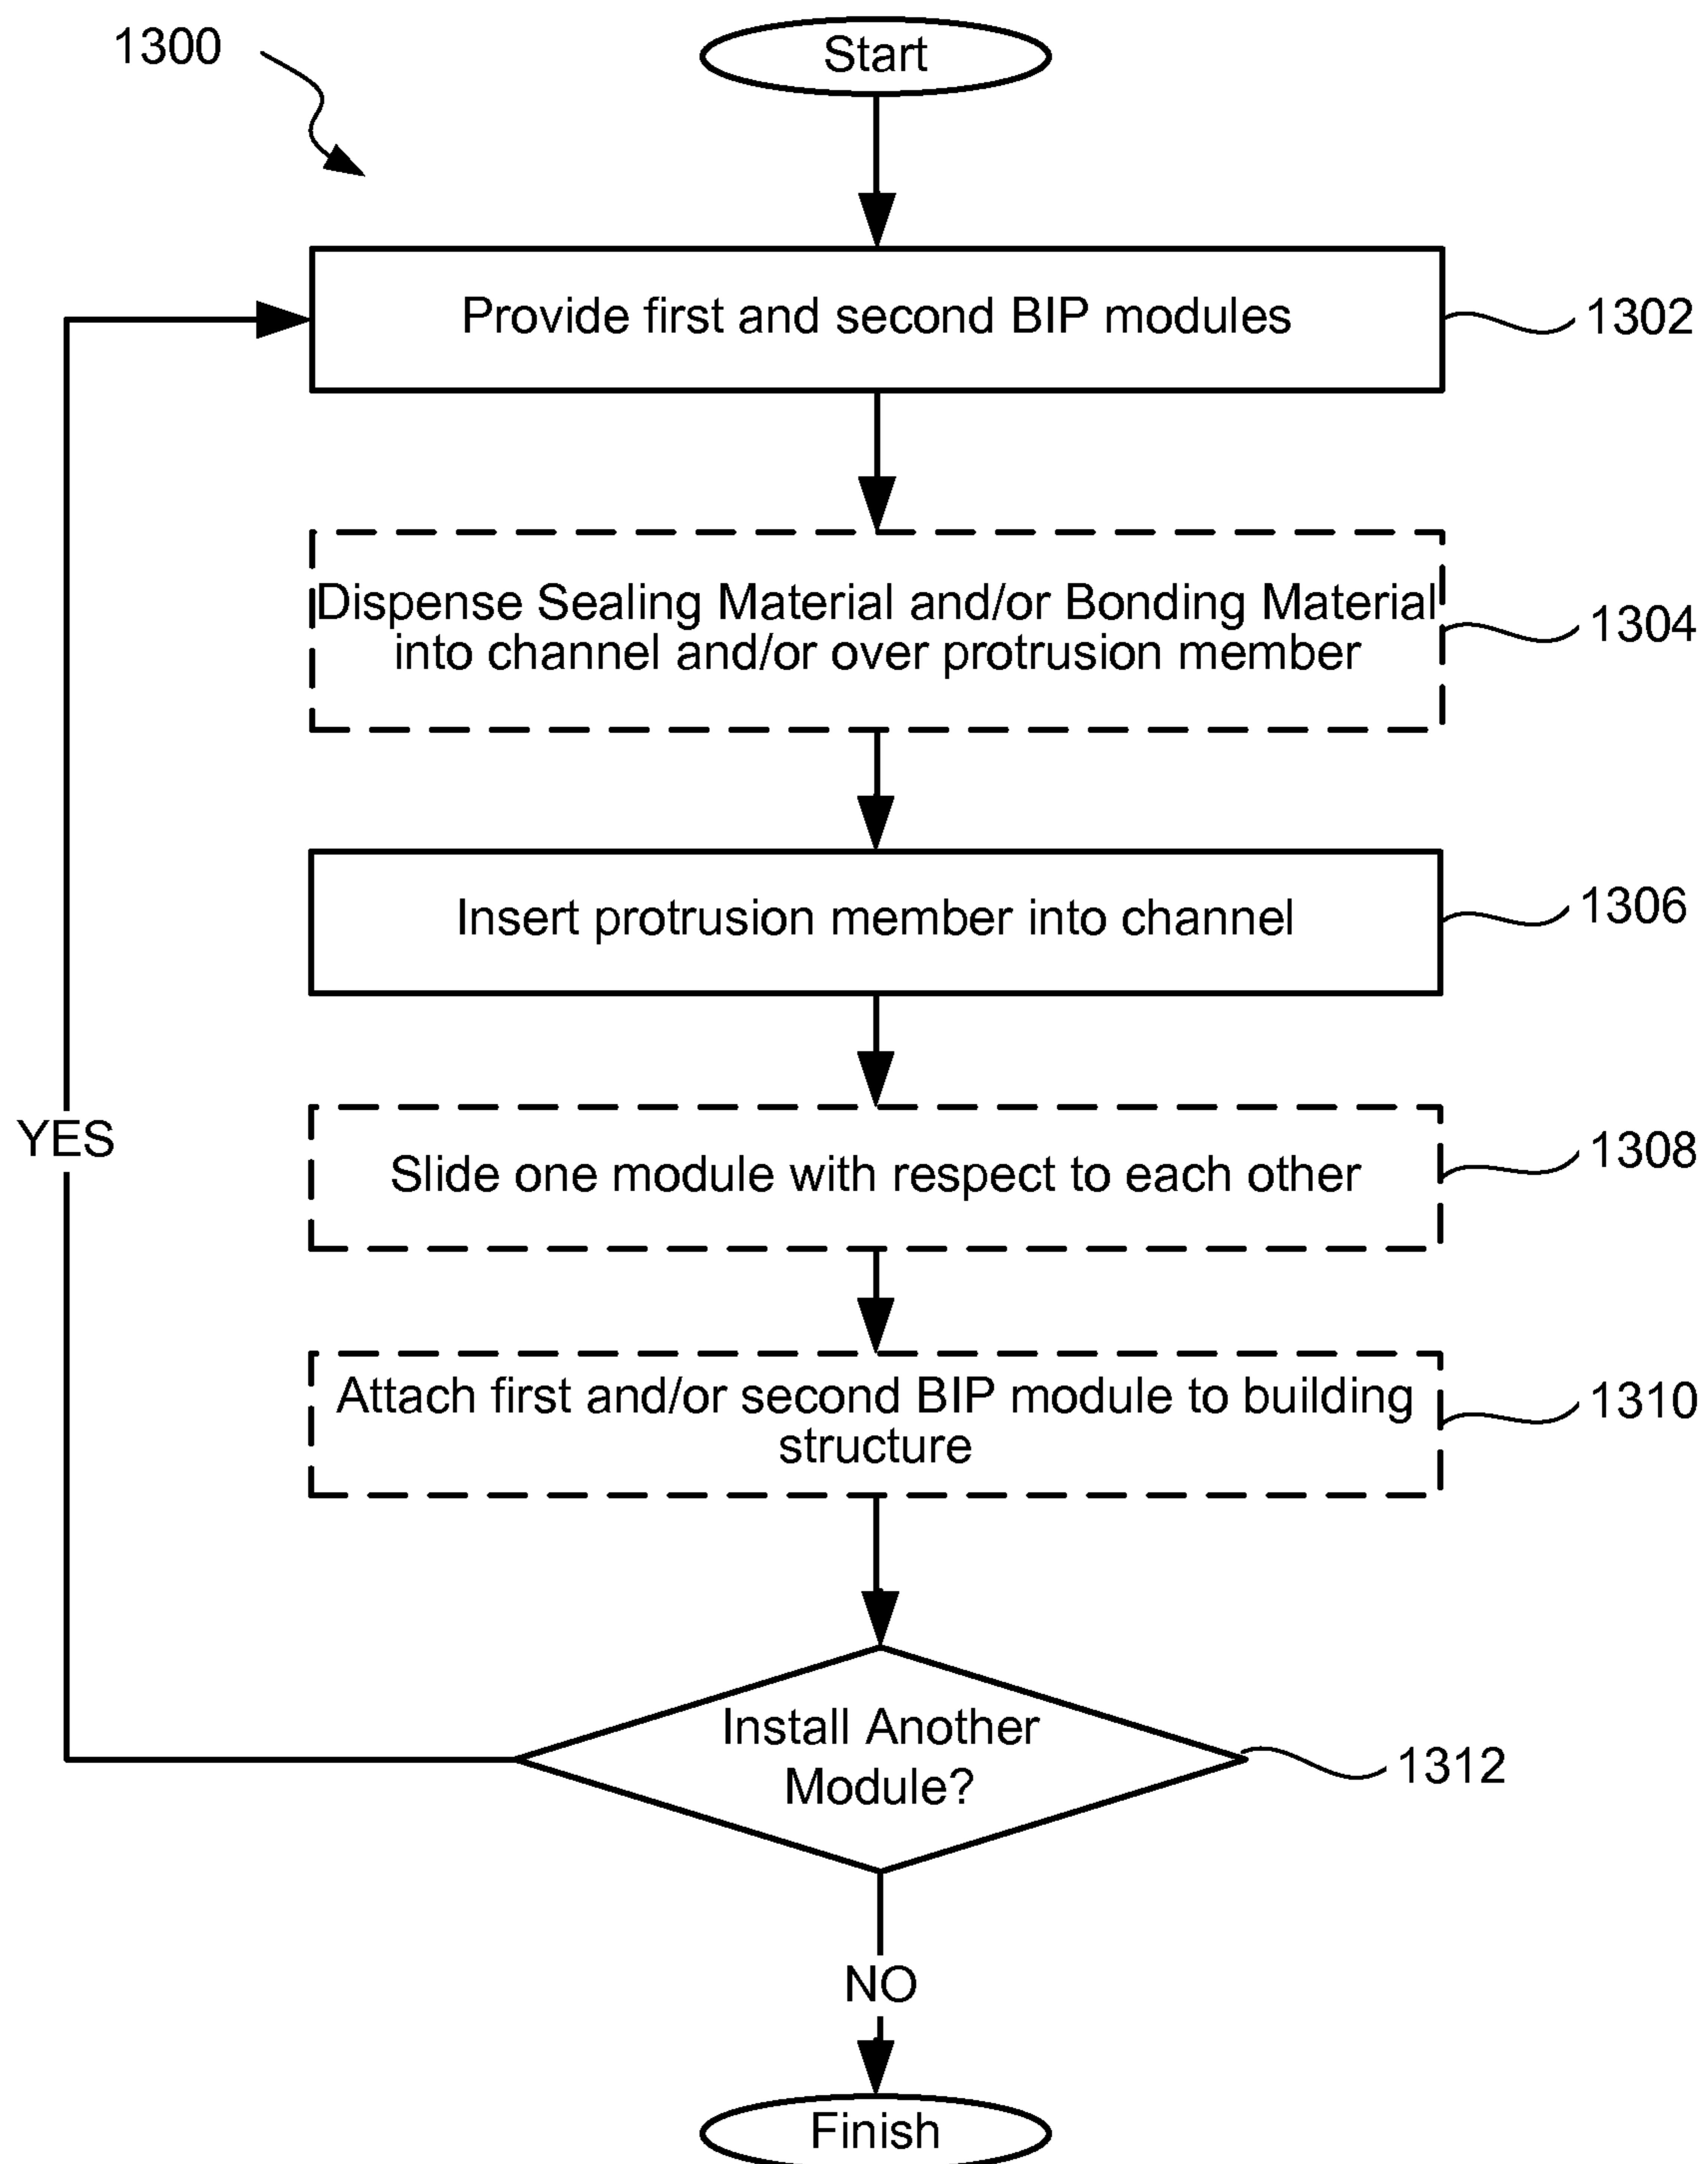 1300
Start
Provide first and second BIP modules
1302
Dispense Sealing Material and/or Bonding Material
into channel and/or over protrusion member
1304
Insert protrusion member into channel
1306
Slide one module with respect to each other
1308
YES
Attach first and/or second BIP module to building
structure
1310
Install Another
Module?
1312
NO
Finish